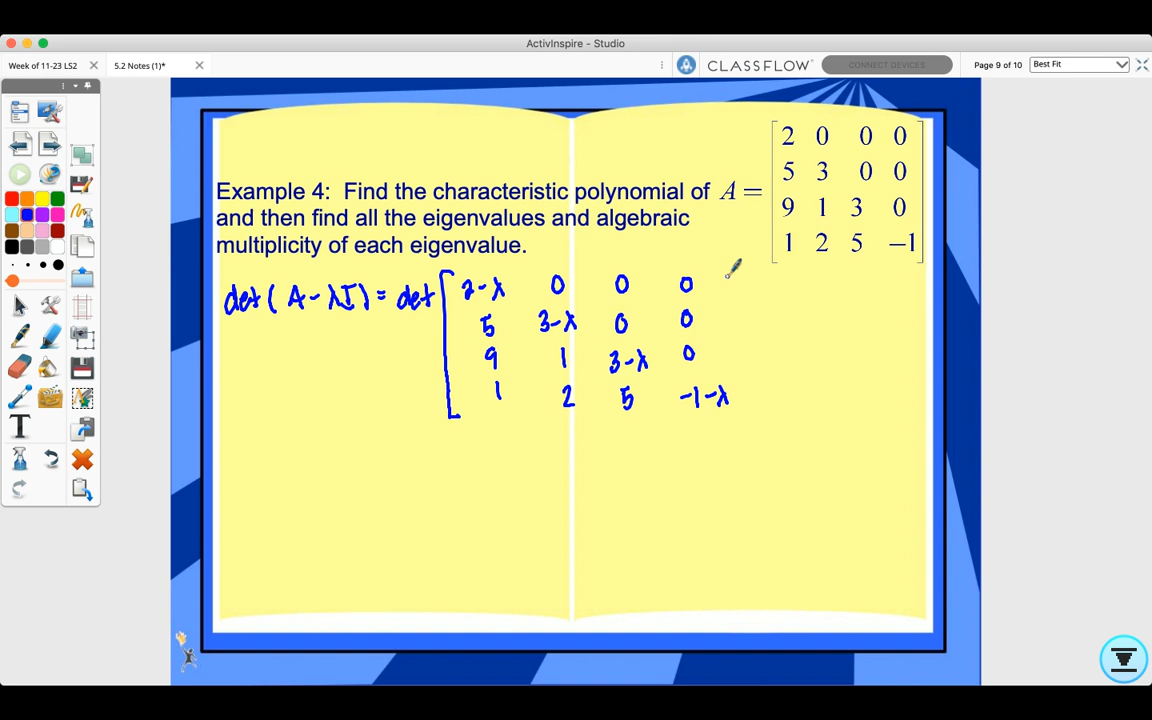 ActivInspire - Studio
Week of 11-23 LS2
5.2 Notes (1)*
CLASSFLOW
CONNECT DEVICES
Page 9 of 10
Best Fit
Example 4: Find the characteristic polynomial of
and then find all the eigenvalues and algebraic
multiplicity of each eigenvalue.
A =
2 0 0 0
5 3 0 0
9 1 3 0
1 2 5 −1
det(A-λI) = det
2-λ 0 0 0
5 3-λ 0 0
9 1 3-λ 0
1 2 5 -1-λ